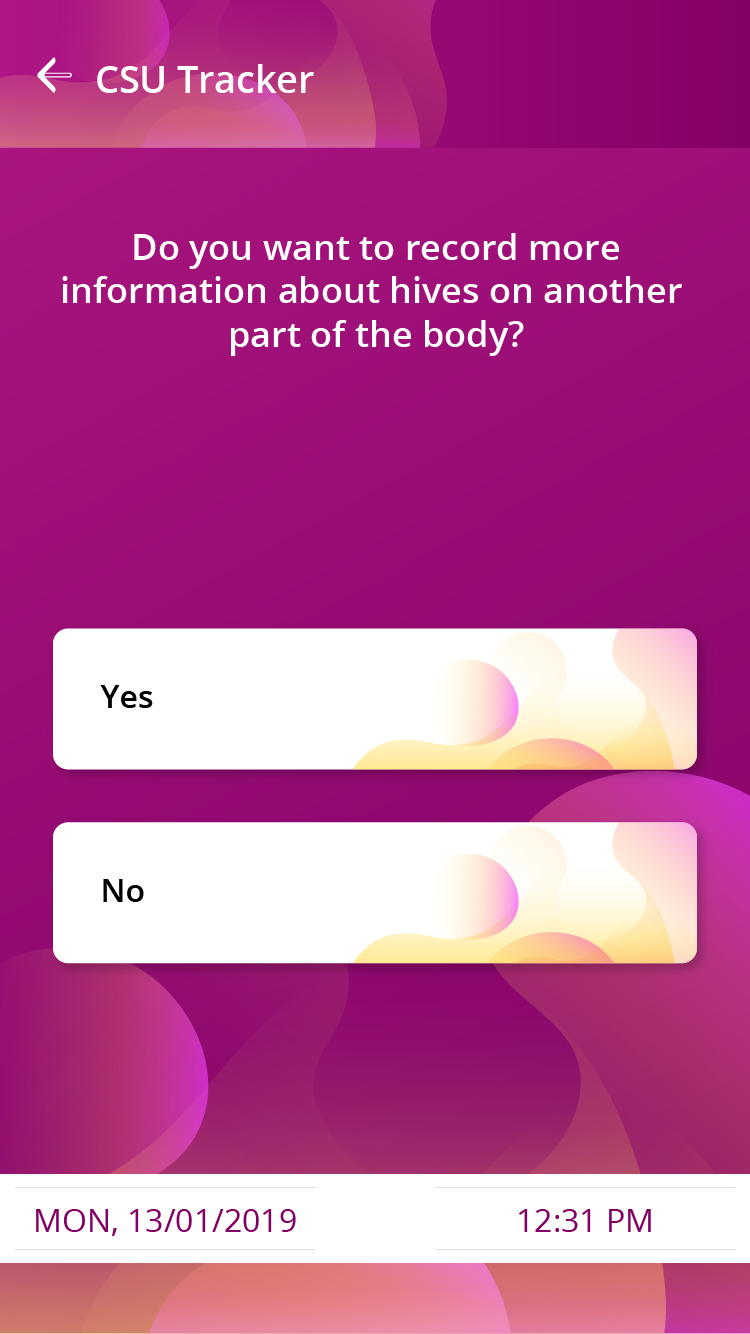 CSU Tracker
Do you want to record more
information about hives on another
part of the body?
Yes
No
MON, 13/01/2019
12:31 PM